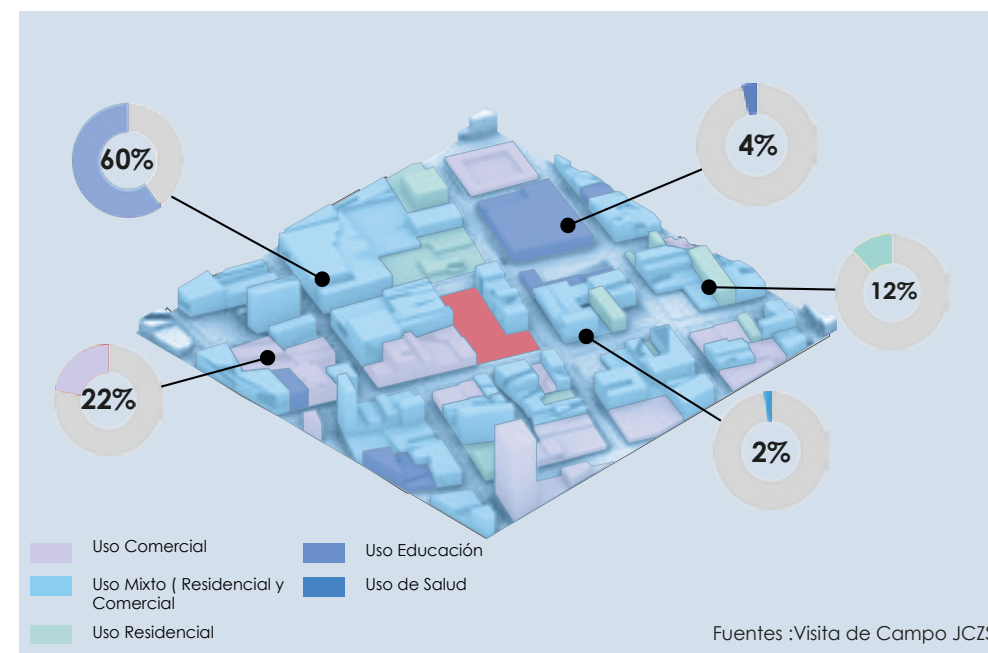 60%
4%
12%
22%
2%
Uso Comercial
Uso Mixto ( Residencial y
Comercial
Uso Residencial
Uso Educación
Uso de Salud
Fuentes :Visita de Campo JCZS